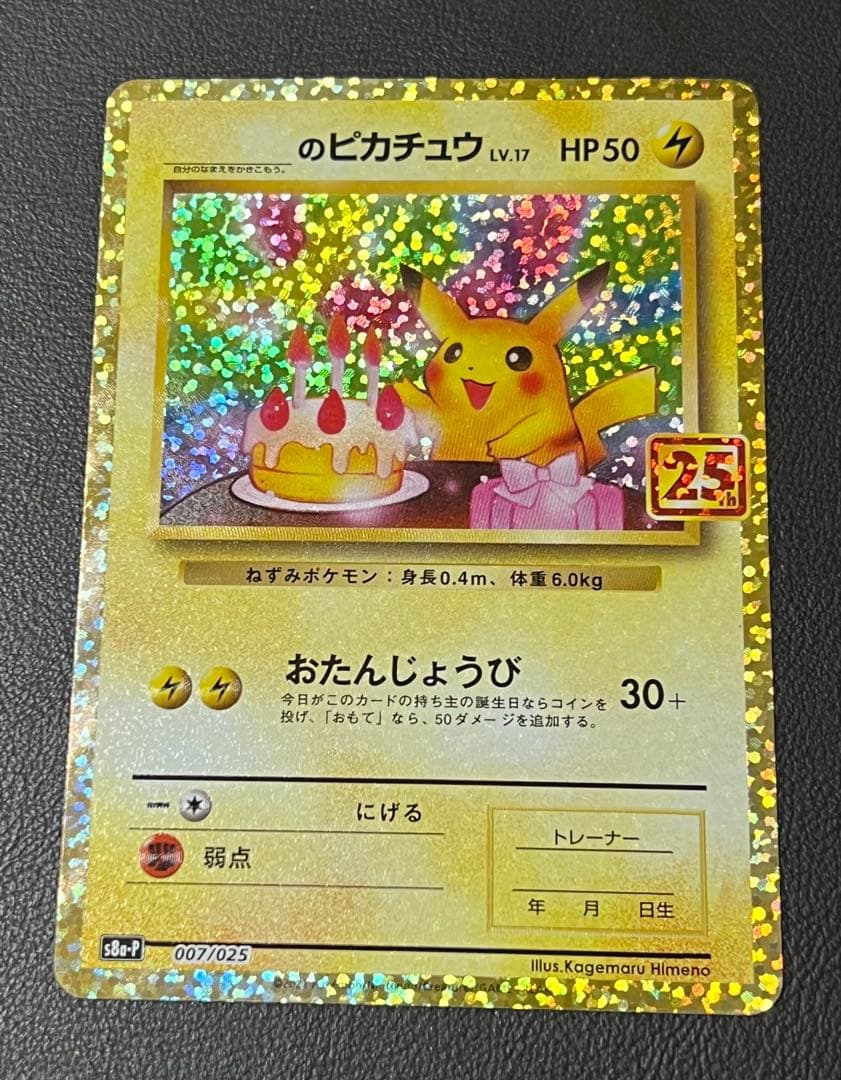 のピカチュウ LV.17 HP50
自分のなまえをかきこもう。
25th
ねずみポケモン：身長0.4m、体重6.0kg
おたんじょうび
30+
今日がこのカードの持ち主の誕生日ならコインを
投げ、「おもて」なら、50ダメージを追加する。
にげる
弱点
トレーナー
年 月 日生
s8a-P 007/025
Illus.Kagemaru Himeno